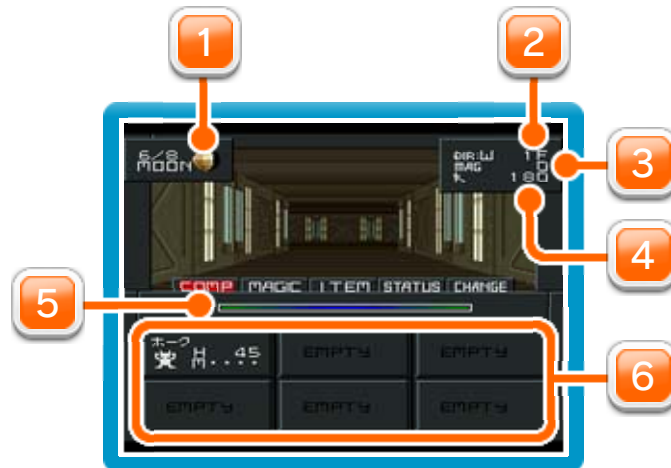 1
2
6/8
MOON
DIR:W 1F
MAG 0
180
3
4
COMP MAGIC ITEM STATUS CHANGE
5
ホーク
H 45
M....
EMPTY EMPTY
EMPTY EMPTY EMPTY
6